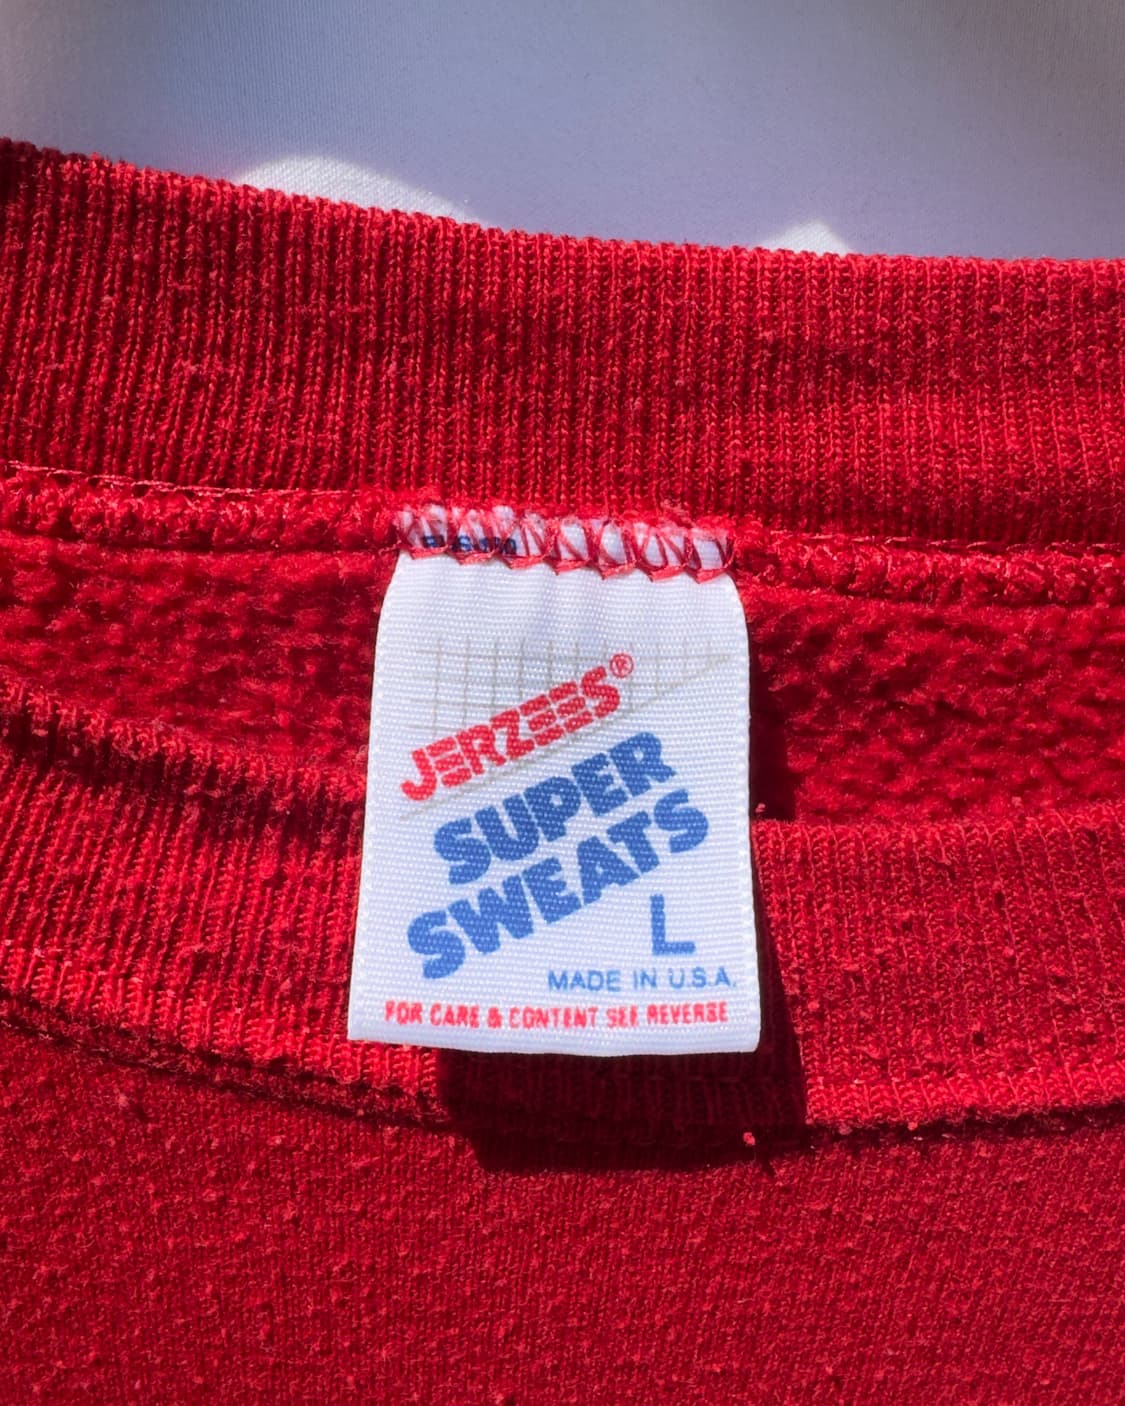 JERZEES®
SUPER
SWEATS
L
MADE IN U.S.A.
FOR CARE & CONTENT SEE REVERSE